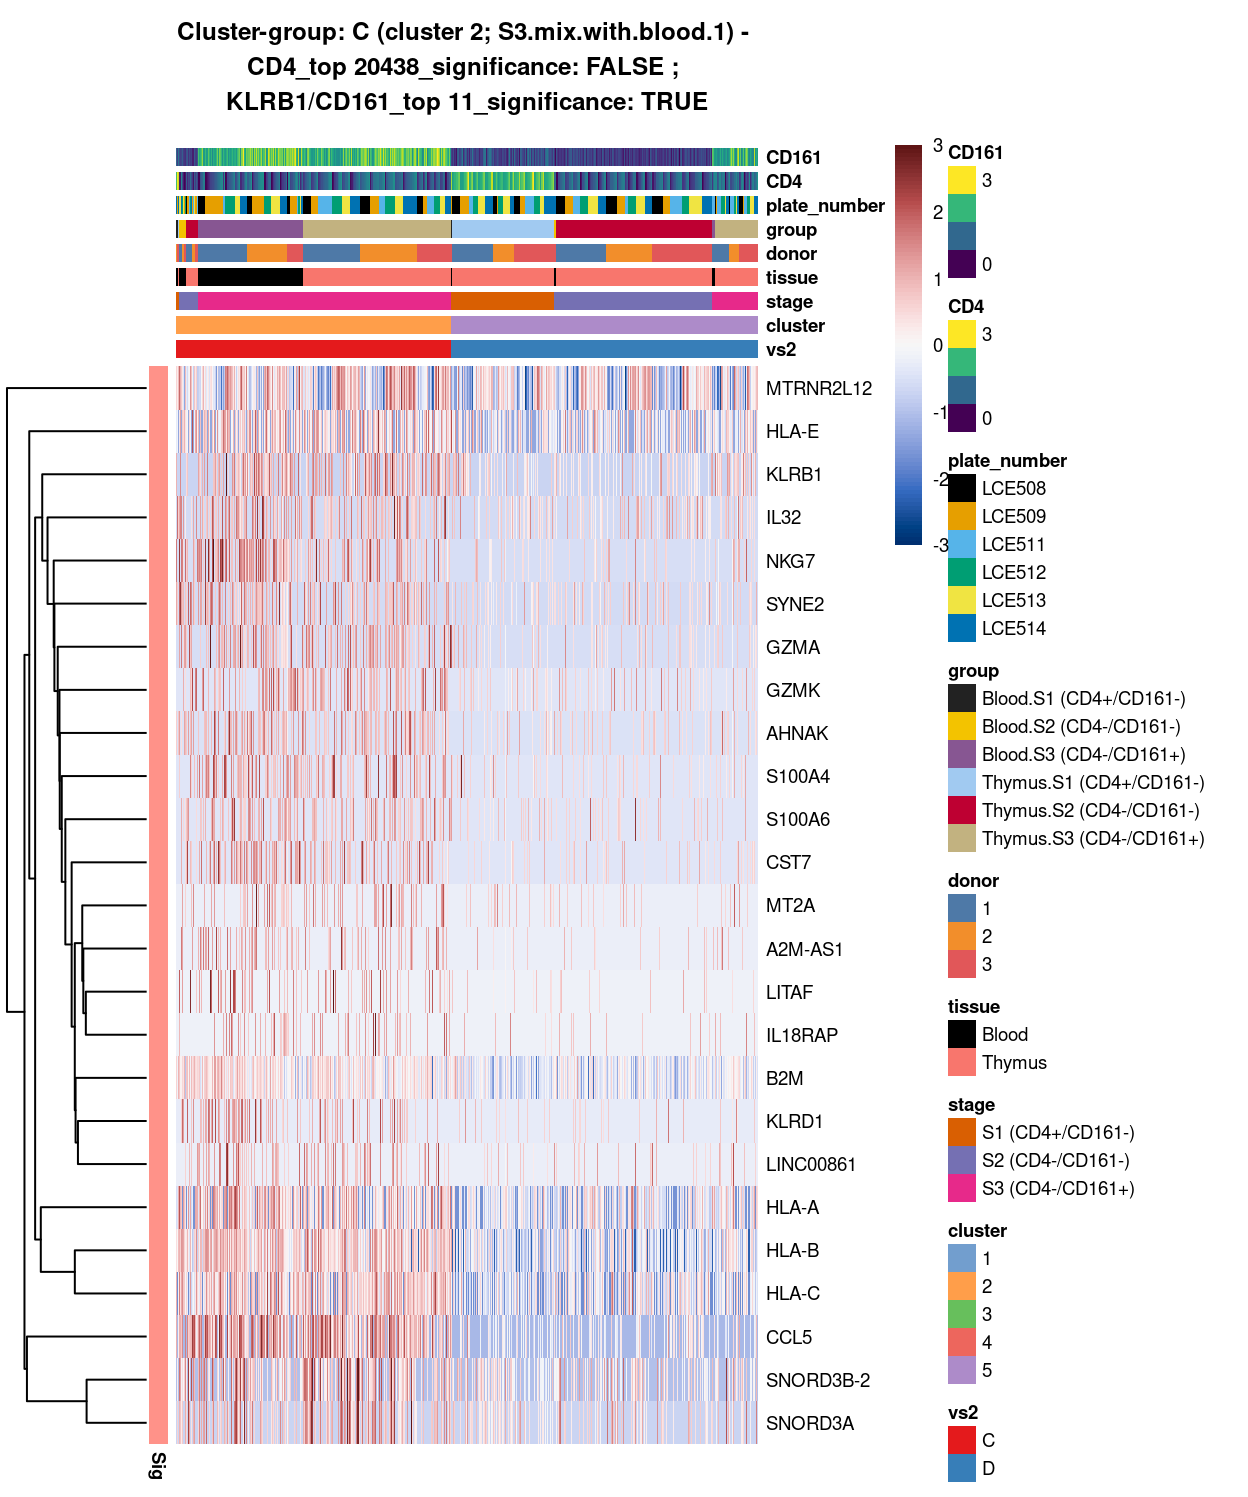 Cluster-group: C (cluster 2; S3.mix.with.blood.1) -
CD4_top 20438_significance: FALSE ;
KLRB1/CD161_top 11_significance: TRUE
CD161
CD4
plate_number
group
donor
tissue
stage
cluster
vs2
MTRNR2L12
HLA-E
KLRB1
IL32
NKG7
SYNE2
GZMA
GZMK
AHNAK
S100A4
S100A6
CST7
MT2A
A2M-AS1
LITAF
IL18RAP
B2M
KLRD1
LINC00861
HLA-A
HLA-B
HLA-C
CCL5
SNORD3B-2
SNORD3A
Sig
3
2
1
0
-1
-2
-3
CD161
3
0
CD4
3
0
plate_number
LCE508
LCE509
LCE511
LCE512
LCE513
LCE514
group
Blood.S1 (CD4+/CD161-)
Blood.S2 (CD4-/CD161-)
Blood.S3 (CD4-/CD161+)
Thymus.S1 (CD4+/CD161-)
Thymus.S2 (CD4-/CD161-)
Thymus.S3 (CD4-/CD161+)
donor
1
2
3
tissue
Blood
Thymus
stage
S1 (CD4+/CD161-)
S2 (CD4-/CD161-)
S3 (CD4-/CD161+)
cluster
1
2
3
4
5
vs2
C
D